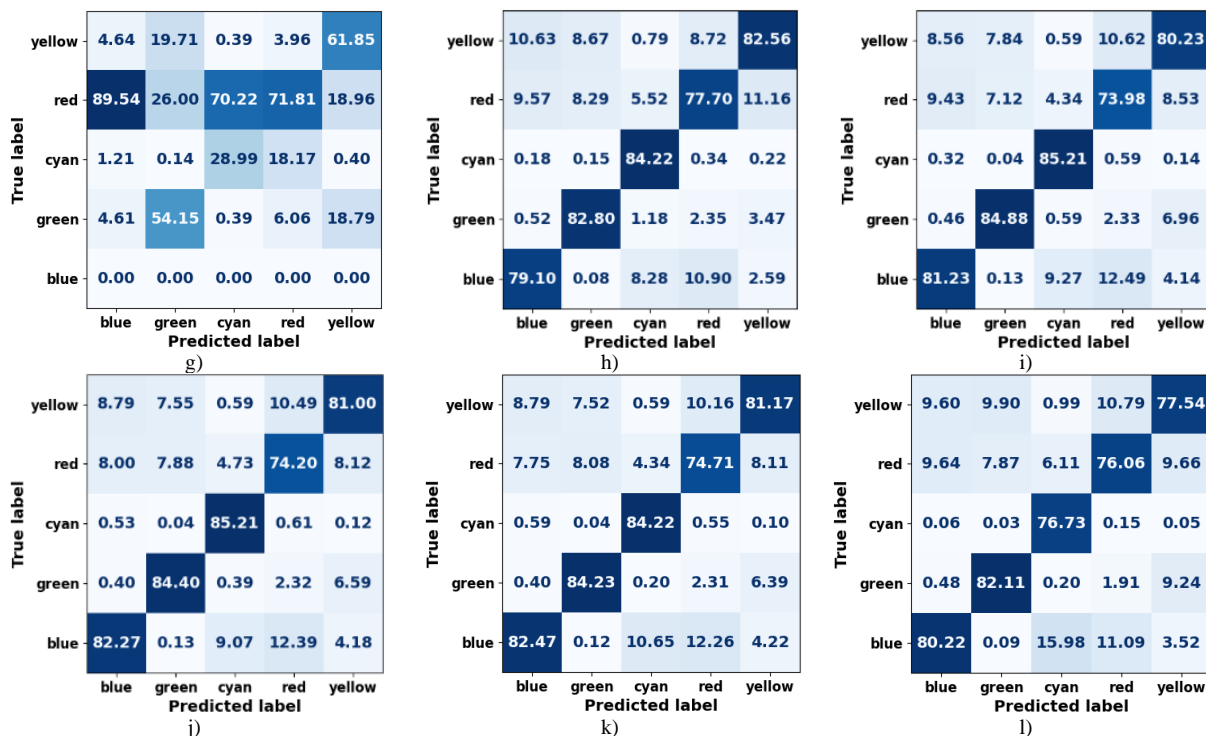 yellow 4.64 19.71 0.39 3.96 61.85
red 89.54 26.00 70.22 71.81 18.96
cyan 1.21 0.14 28.99 18.17 0.40
green 4.61 54.15 0.39 6.06 18.79
blue 0.00 0.00 0.00 0.00 0.00
True label
blue green cyan red yellow
Predicted label
g)
yellow 10.63 8.67 0.79 8.72 82.56
red 9.57 8.29 5.52 77.70 11.16
cyan 0.18 0.15 84.22 0.34 0.22
green 0.52 82.80 1.18 2.35 3.47
blue 79.10 0.08 8.28 10.90 2.59
True label
blue green cyan red yellow
Predicted label
h)
yellow 8.56 7.84 0.59 10.62 80.23
red 9.43 7.12 4.34 73.98 8.53
cyan 0.32 0.04 85.21 0.59 0.14
green 0.46 84.88 0.59 2.33 6.96
blue 81.23 0.13 9.27 12.49 4.14
True label
blue green cyan red yellow
Predicted label
i)
yellow 8.79 7.55 0.59 10.49 81.00
red 8.00 7.88 4.73 74.20 8.12
cyan 0.53 0.04 85.21 0.61 0.12
green 0.40 84.40 0.39 2.32 6.59
blue 82.27 0.13 9.07 12.39 4.18
True label
blue green cyan red yellow
Predicted label
j)
yellow 8.79 7.52 0.59 10.16 81.17
red 7.75 8.08 4.34 74.71 8.11
cyan 0.59 0.04 84.22 0.55 0.10
green 0.40 84.23 0.20 2.31 6.39
blue 82.47 0.12 10.65 12.26 4.22
True label
blue green cyan red yellow
Predicted label
k)
yellow 9.60 9.90 0.99 10.79 77.54
red 9.64 7.87 6.11 76.06 9.66
cyan 0.06 0.03 76.73 0.15 0.05
green 0.48 82.11 0.20 1.91 9.24
blue 80.22 0.09 15.98 11.09 3.52
True label
blue green cyan red yellow
Predicted label
l)